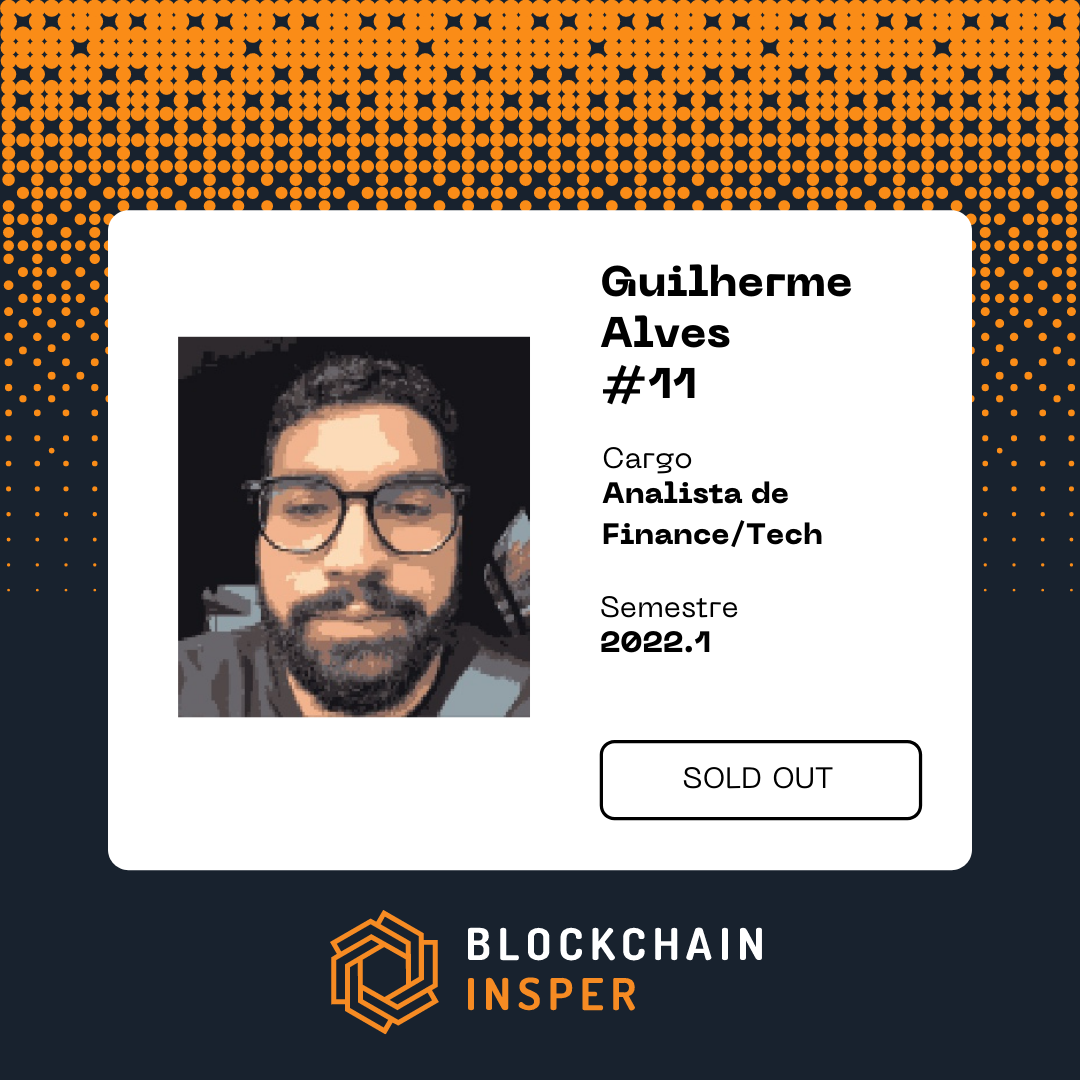 Guilherme
Alves
#11
Cargo
Analista de
Finance/Tech
Semestre
2022.1
SOLD OUT
BLOCKCHAIN
INSPER